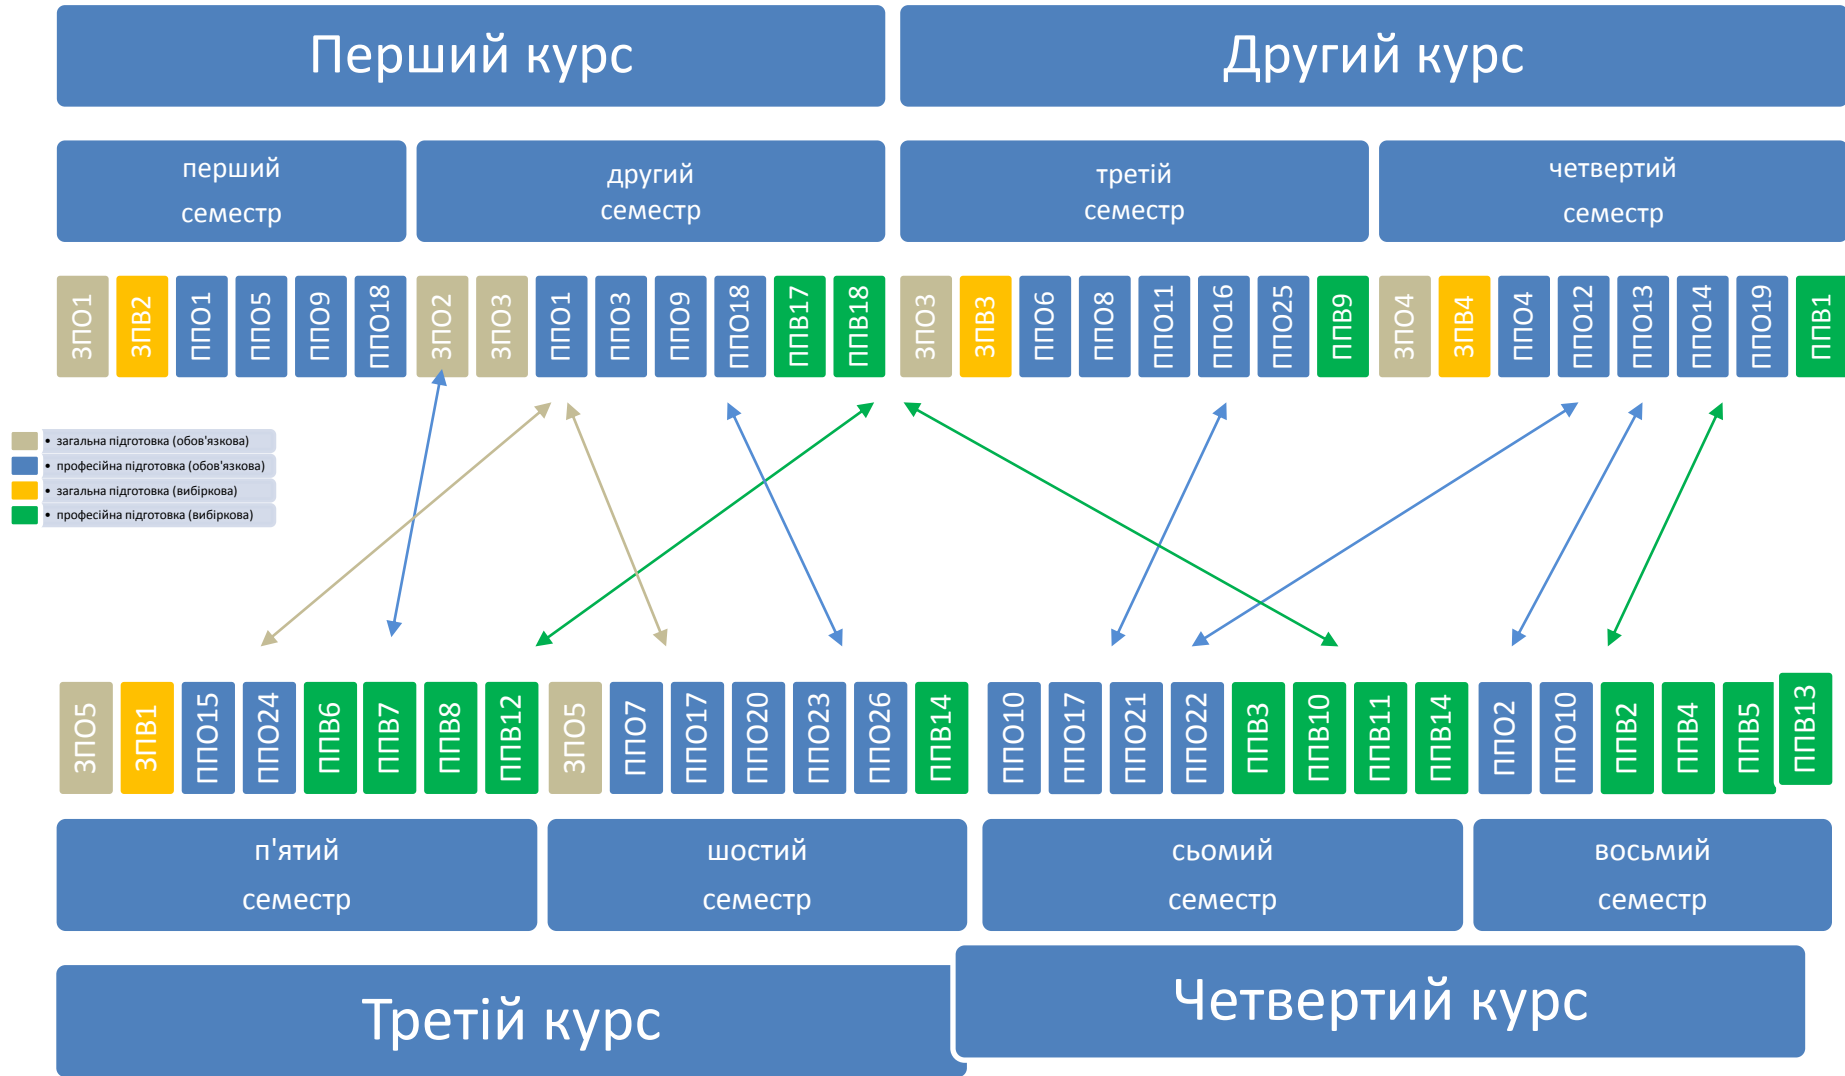 Перший курс
Другий курс
перший
семестр
другий
семестр
третій
семестр
четвертий
семестр
ЗПО1
ЗПВ2
ППО1
ППО5
ППО9
ППО18
ЗПО2
ЗПО3
ППО1
ППО3
ППО9
ППО18
ППВ17
ППВ18
ЗПО3
ЗПВ3
ППО6
ППО8
ППО11
ППО16
ППО25
ППВ9
ЗПО4
ЗПВ4
ППО4
ППО12
ППО13
ППО14
ППО19
ППВ1
• загальна підготовка (обов'язкова)
• професійна підготовка (обов'язкова)
• загальна підготовка (вибіркова)
• професійна підготовка (вибіркова)
ЗПО5
ЗПВ1
ППО15
ППО24
ППВ6
ППВ7
ППВ8
ППВ12
ЗПО5
ППО7
ППО17
ППО20
ППО23
ППО26
ППВ14
ППО10
ППО17
ППО21
ППО22
ППВ3
ППВ10
ППВ11
ППВ14
ППО2
ППО10
ППВ2
ППВ4
ППВ5
ППВ13
п'ятий
семестр
шостий
семестр
сьомий
семестр
восьмий
семестр
Третій курс
Четвертий курс